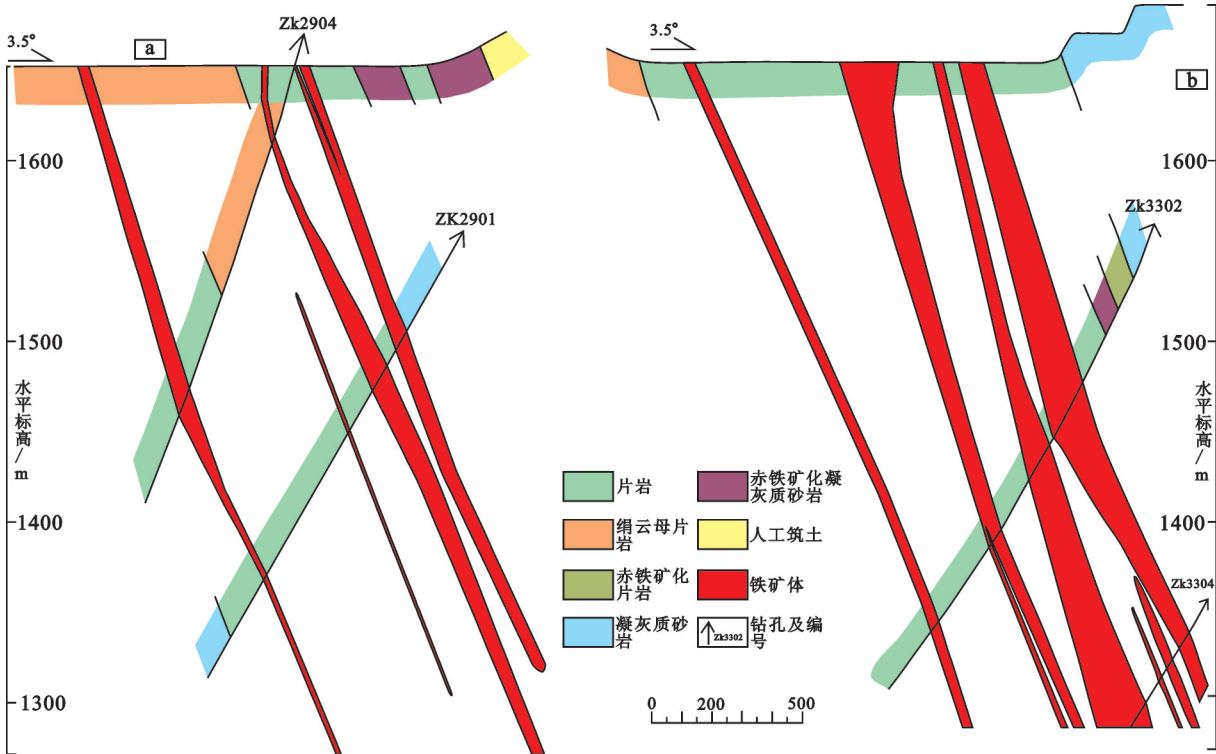 Zk2904
3.5°
a
3.5°
b
1600
1600
ZK2901
Zk3302
1500
1500
水平标高/m
水平标高/m
1400
1400
片岩
赤铁矿化凝
灰质砂岩
绢云母片
岩
人工筑土
赤铁矿化
片岩
铁矿体
凝灰质砂
岩
Zk3302
钻孔及编
号
Zk3304
1300
0 200 500